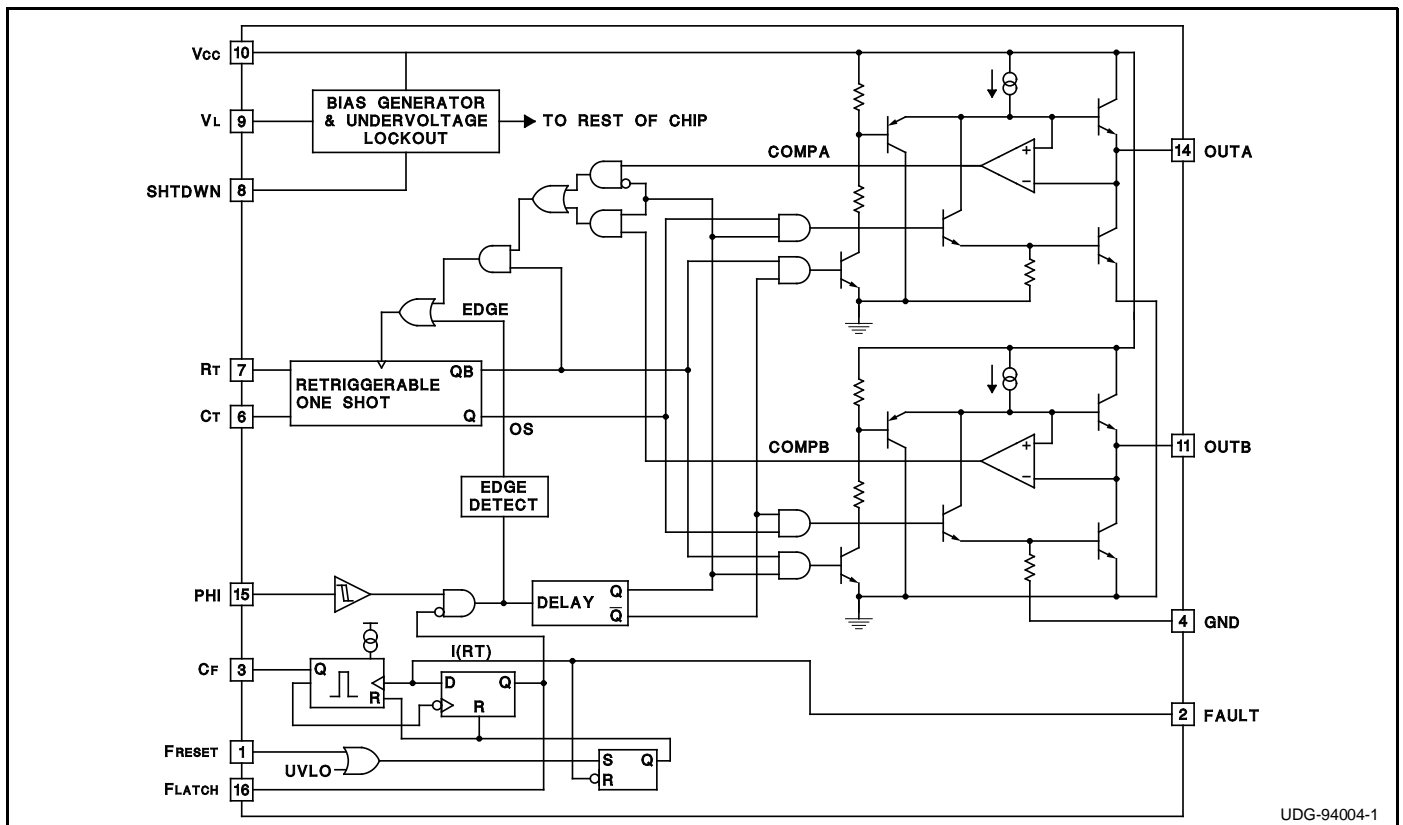 Vcc 10
VL 9
SHTDWN 8
BIAS GENERATOR
& UNDERVOLTAGE
LOCKOUT
TO REST OF CHIP
COMPA
+
−
14 OUTA
EDGE
RT 7
CT 6
RETRIGGERABLE
ONE SHOT
QB
Q
OS
COMPB
+
−
11 OUTB
EDGE
DETECT
PHI 15
DELAY
Q
Q̅
4 GND
I(RT)
CF 3
Q
R
D Q
R
2 FAULT
FRESET 1
UVLO
S Q
R
FLATCH 16
UDG-94004-1